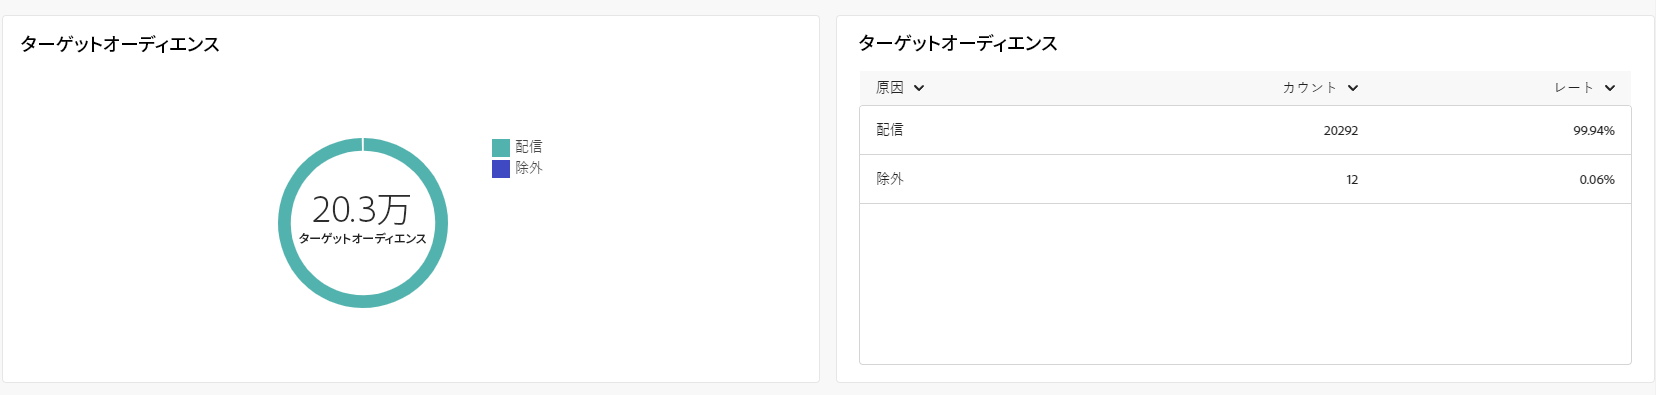 ターゲットオーディエンス
20.3万
ターゲットオーディエンス
配信
除外
ターゲットオーディエンス
原因 カウント レート
配信 20292 99.94%
除外 12 0.06%